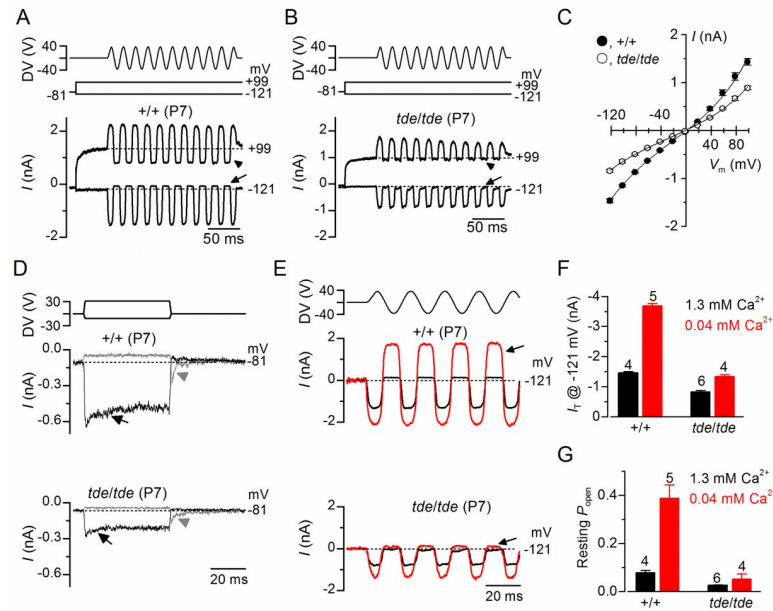 A
DV (V)
40
0
-40
mV
-81
+99
-121
+/+ (P7)
I (nA)
2
1
0
-1
2
+99
-121
50 ms
B
DV (V)
40
0
-40
mV
-81
+99
-121
tde/tde (P7)
I (nA)
2
1
0
-1
-2
+99
-121
50 ms
C
●, +/+
○, tde/tde
I (nA)
2
1
-1
-2
-120
-40
0
40
80
Vm (mV)
D
DV (V)
30
0
-30
+/+ (P7)
mV
-81
I (nA)
0.0
-0.3
-0.6
tde/tde (P7)
mV
-81
I (nA)
0.0
-0.3
-0.6
20 ms
E
DV (V)
40
0
-40
+/+ (P7)
mV
-121
I (nA)
2
0
-2
tde/tde (P7)
mV
-121
I (nA)
2
0
-2
20 ms
F
1.3 mM Ca2+
0.04 mM Ca2+
IT @ -121 mV (nA)
-4
-3
-2
-1
0
4
5
6
4
+/+
tde/tde
G
1.3 mM Ca2+
0.04 mM Ca2
Resting Popen
0.4
0.2
0.0
4
5
6
4
+/+
tde/tde